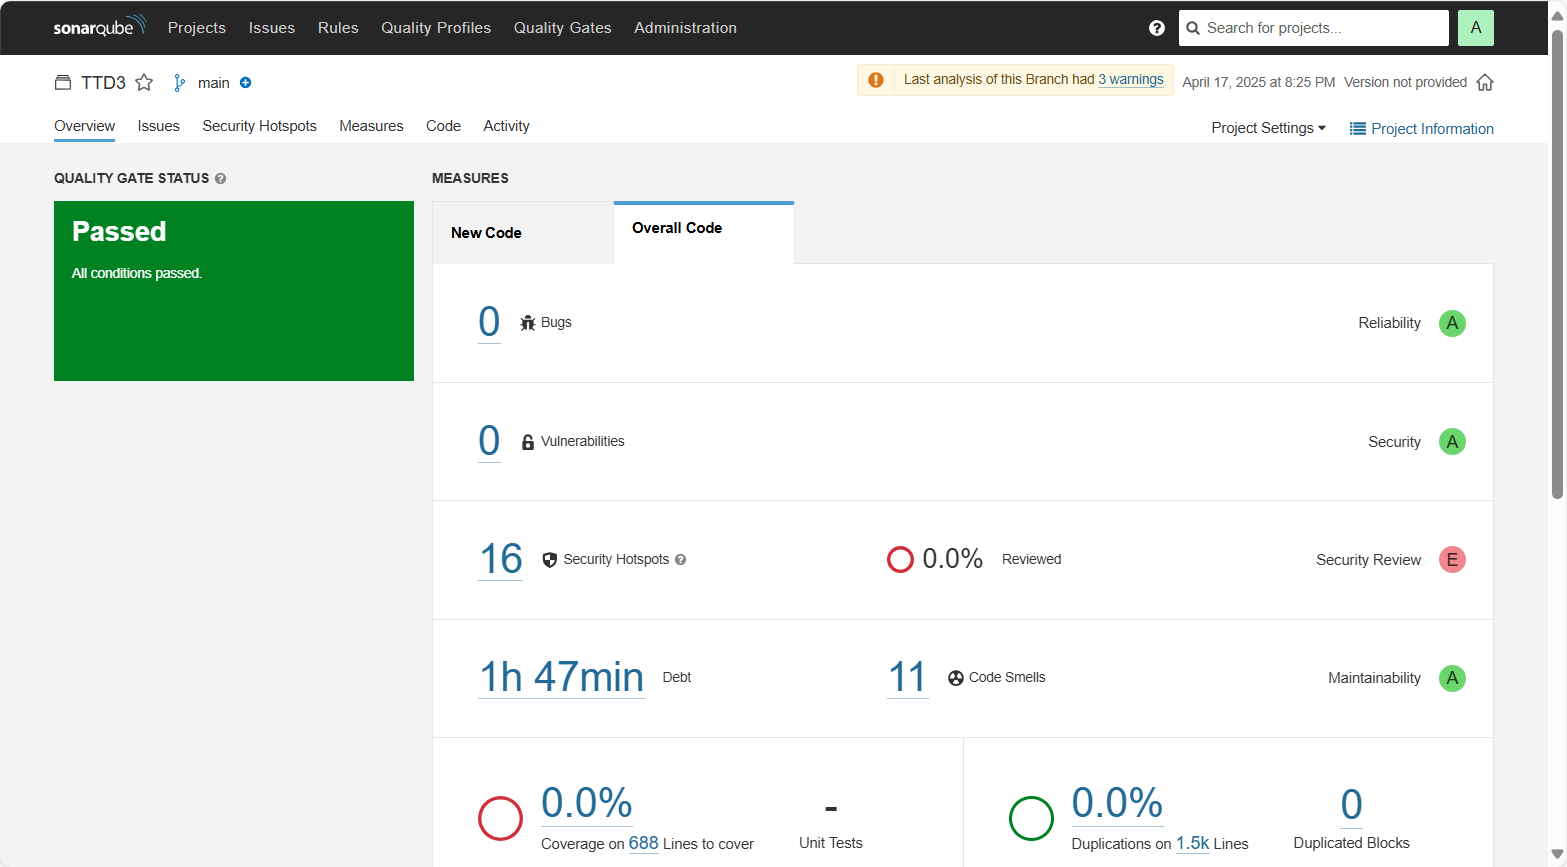 sonarqube Projects Issues Rules Quality Profiles Quality Gates Administration ? Search for projects... A
TTD3 main Last analysis of this Branch had 3 warnings April 17, 2025 at 8:25 PM Version not provided
Overview Issues Security Hotspots Measures Code Activity Project Settings Project Information
QUALITY GATE STATUS ? MEASURES
Passed
All conditions passed.
New Code Overall Code
0 Bugs Reliability A
0 Vulnerabilities Security A
16 Security Hotspots ? 0.0% Reviewed Security Review E
1h 47min Debt 11 Code Smells Maintainability A
0.0% - 0.0% 0
Coverage on 688 Lines to cover Unit Tests Duplications on 1.5k Lines Duplicated Blocks